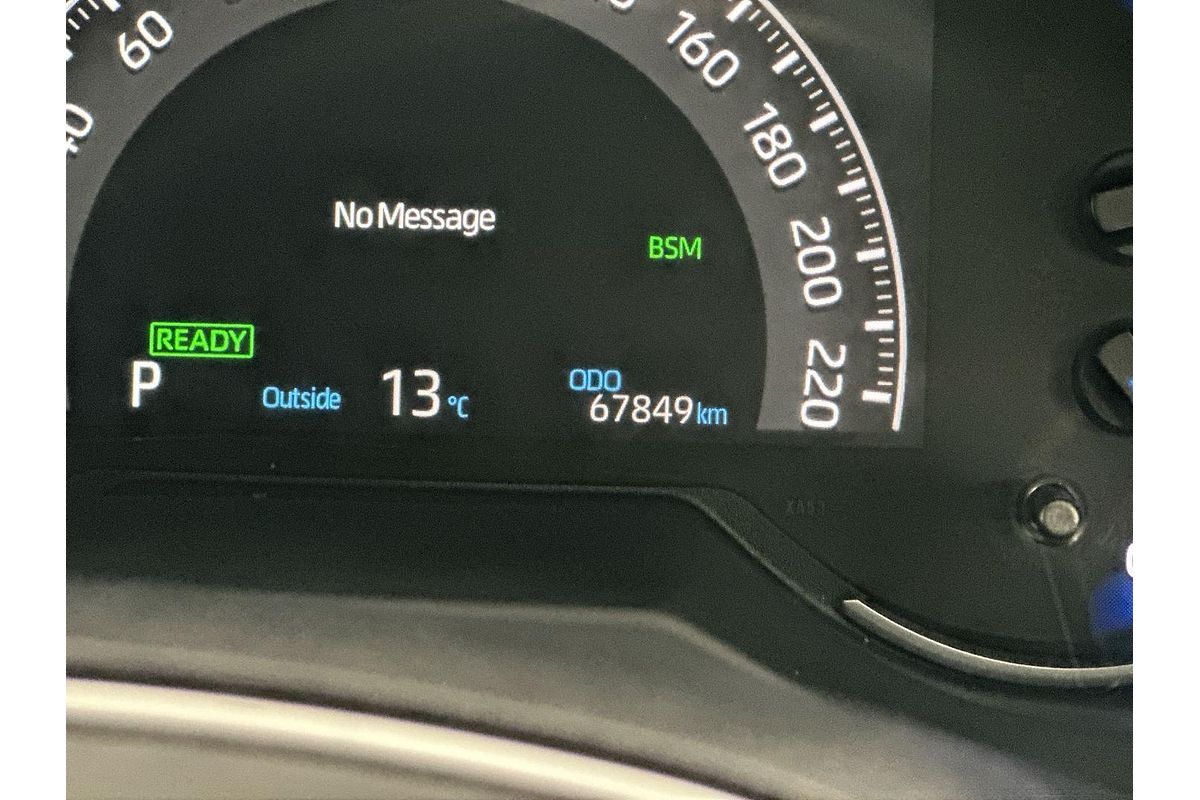 60
160
180
200
220
No Message
BSM
READY
P
Outside 13 °C
ODO
67849 km